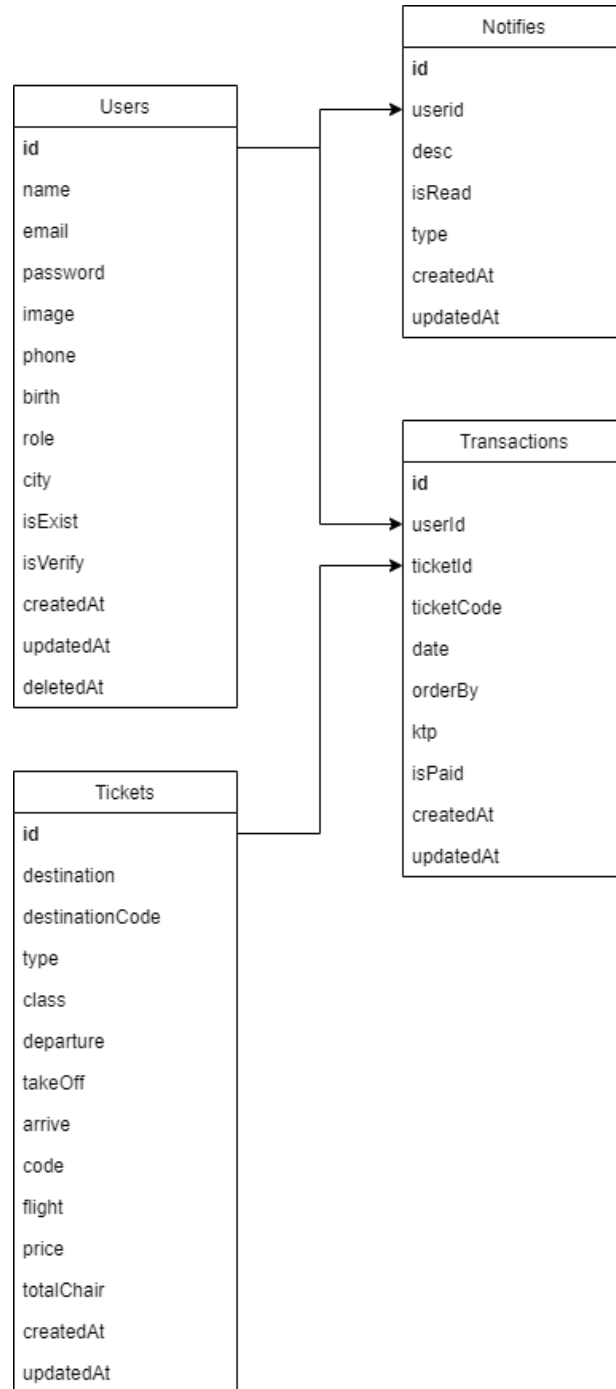 Notifies
id
userid
desc
isRead
type
createdAt
updatedAt
Users
id
name
email
password
image
phone
birth
role
city
isExist
isVerify
createdAt
updatedAt
deletedAt
Transactions
id
userId
ticketId
ticketCode
date
orderBy
ktp
isPaid
createdAt
updatedAt
Tickets
id
destination
destinationCode
type
class
departure
takeOff
arrive
code
flight
price
totalChair
createdAt
updatedAt